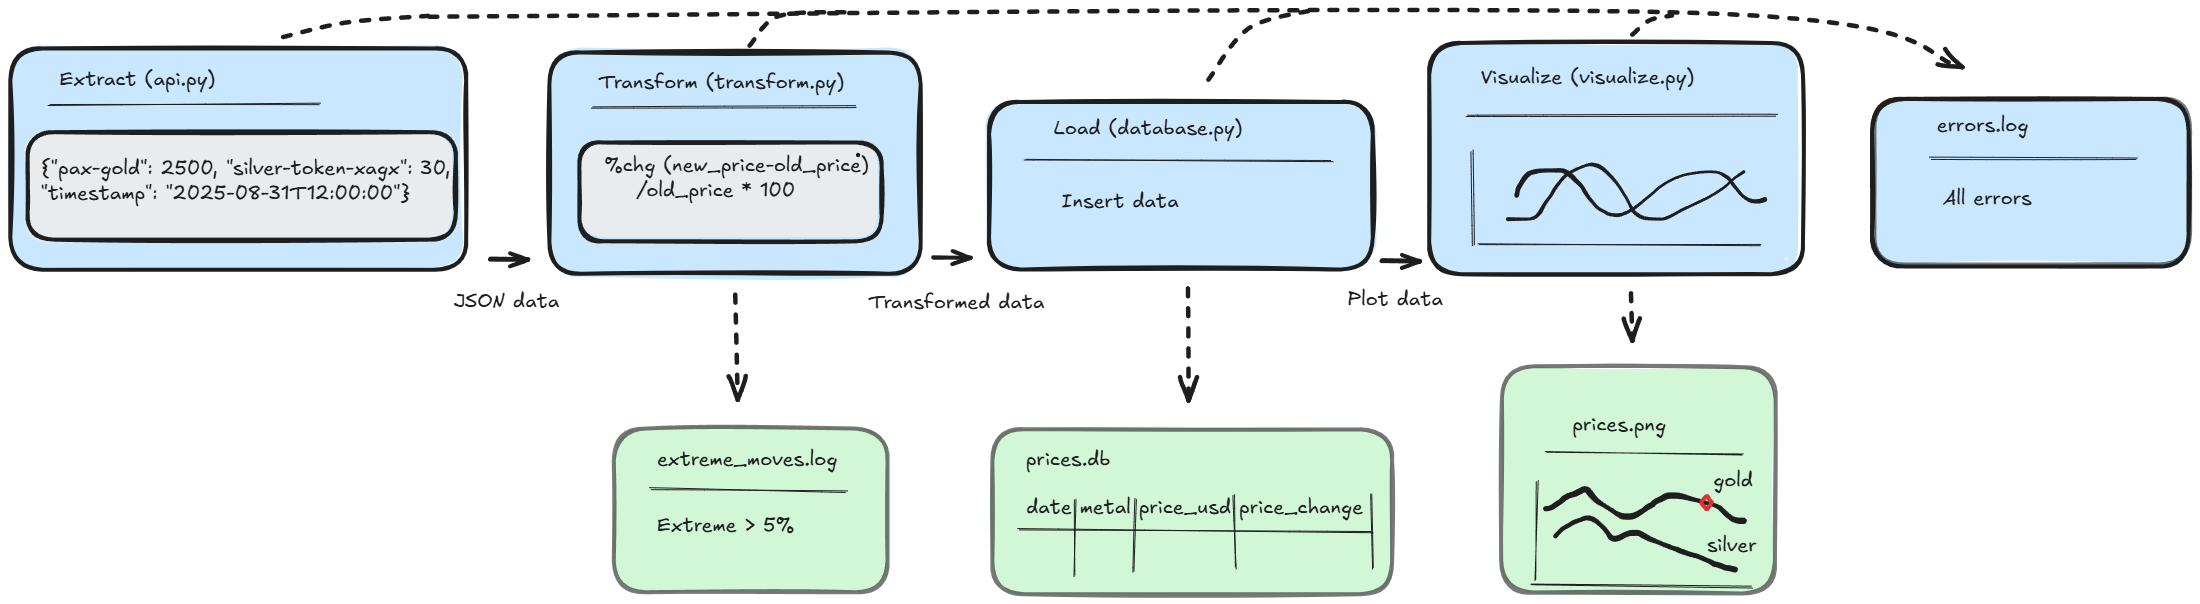 Extract (api.py)
{"pax-gold": 2500, "silver-token-xagx": 30,
"timestamp": "2025-08-31T12:00:00"}
JSON data
Transform (transform.py)
%chg (new_price-old_price)
/old_price * 100
Transformed data
Load (database.py)
Insert data
Plot data
Visualize (visualize.py)
errors.log
All errors
extreme_moves.log
Extreme > 5%
prices.db
date metal price_usd price_change
prices.png
gold
silver